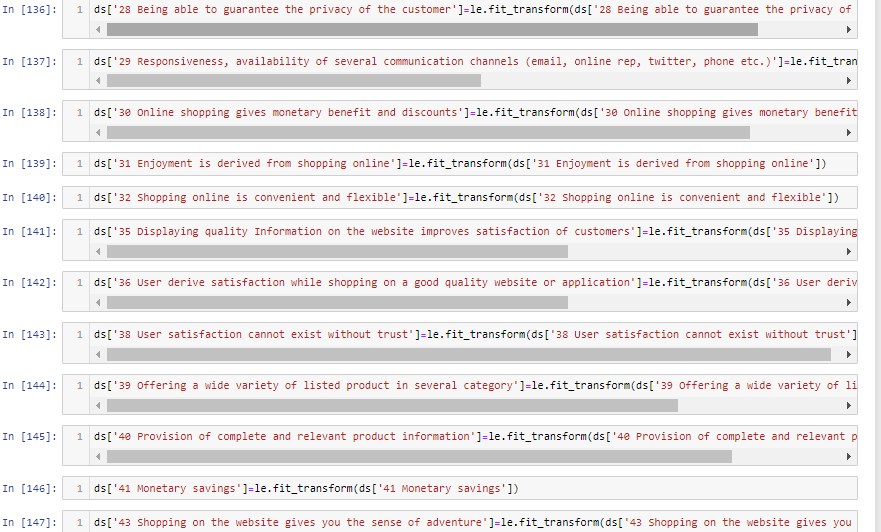 In [136]: 1 ds['28 Being able to guarantee the privacy of the customer']=le.fit_transform(ds['28 Being able to guarantee the privacy of
In [137]: 1 ds['29 Responsiveness, availability of several communication channels (email, online rep, twitter, phone etc.)']=le.fit_tran
In [138]: 1 ds['30 Online shopping gives monetary benefit and discounts']=le.fit_transform(ds['30 Online shopping gives monetary benefit
In [139]: 1 ds['31 Enjoyment is derived from shopping online']=le.fit_transform(ds['31 Enjoyment is derived from shopping online'])
In [140]: 1 ds['32 Shopping online is convenient and flexible']=le.fit_transform(ds['32 Shopping online is convenient and flexible'])
In [141]: 1 ds['35 Displaying quality Information on the website improves satisfaction of customers']=le.fit_transform(ds['35 Displaying
In [142]: 1 ds['36 User derive satisfaction while shopping on a good quality website or application']=le.fit_transform(ds['36 User deriv
In [143]: 1 ds['38 User satisfaction cannot exist without trust']=le.fit_transform(ds['38 User satisfaction cannot exist without trust']
In [144]: 1 ds['39 Offering a wide variety of listed product in several category']=le.fit_transform(ds['39 Offering a wide variety of li
In [145]: 1 ds['40 Provision of complete and relevant product information']=le.fit_transform(ds['40 Provision of complete and relevant p
In [146]: 1 ds['41 Monetary savings']=le.fit_transform(ds['41 Monetary savings'])
In [147]: 1 ds['43 Shopping on the website gives you the sense of adventure']=le.fit_transform(ds['43 Shopping on the website gives you